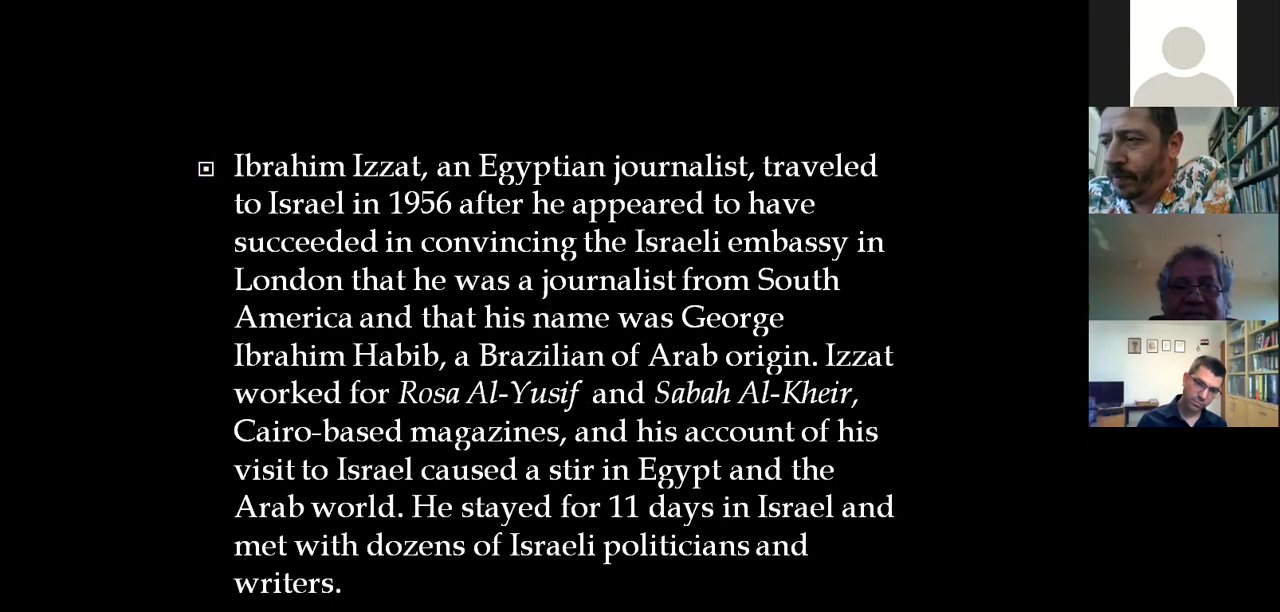 Ibrahim Izzat, an Egyptian journalist, traveled
to Israel in 1956 after he appeared to have
succeeded in convincing the Israeli embassy in
London that he was a journalist from South
America and that his name was George
Ibrahim Habib, a Brazilian of Arab origin. Izzat
worked for Rosa Al-Yusif and Sabah Al-Kheir,
Cairo-based magazines, and his account of his
visit to Israel caused a stir in Egypt and the
Arab world. He stayed for 11 days in Israel and
met with dozens of Israeli politicians and
writers.